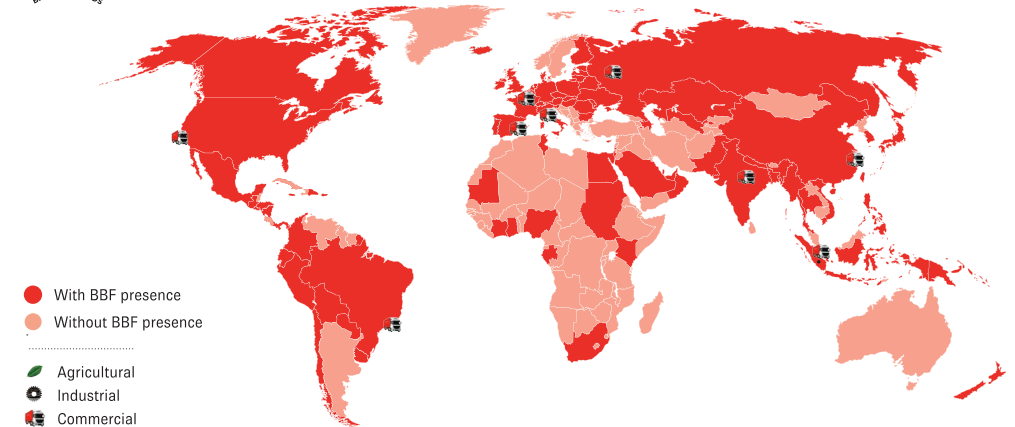 With BBF presence
Without BBF presence
Agricultural
Industrial
Commercial